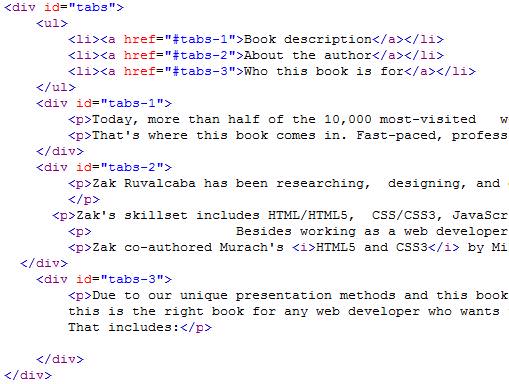 <div id="tabs">
    <ul>
        <li><a href="#tabs-1">Book description</a></li>
        <li><a href="#tabs-2">About the author</a></li>
        <li><a href="#tabs-3">Who this book is for</a></li>
    </ul>
    <div id="tabs-1">
        <p>Today, more than half of the 10,000 most-visited
        <p>That's where this book comes in. Fast-paced,
    </div>
    <div id="tabs-2">
        <p>Zak Ruvalcaba has been researching,  designing, and
        </p>
      <p>Zak's skillset includes HTML/HTML5,  CSS/CSS3,
        <p>                  Besides working as a web developer
        <p>Zak co-authored Murach's <i>HTML5 and CSS3</i> by
  </div>
    <div id="tabs-3">
        <p>Due to our unique presentation methods and this book
        this is the right book for any web developer who wants
        That includes:</p>
    </div>
</div>